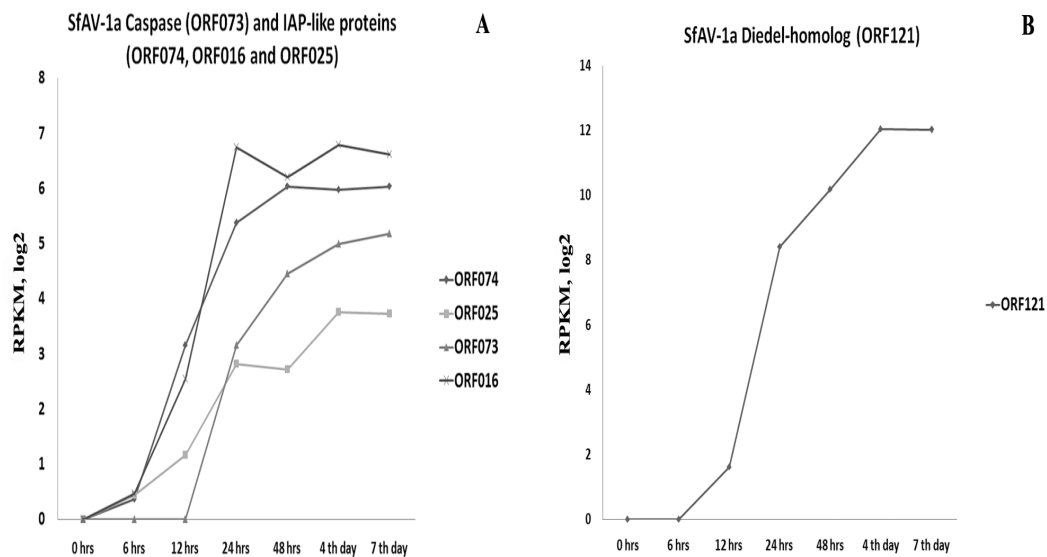 SfAV-1a Caspase (ORF073) and IAP-like proteins
(ORF074, ORF016 and ORF025)
A
8
7
6
5
4
3
2
1
0
RPKM, log2
0 hrs 6 hrs 12 hrs 24 hrs 48 hrs 4 th day 7 th day
ORF074
ORF025
ORF073
ORF016
SfAV-1a Diedel-homolog (ORF121)
B
14
12
10
8
6
4
2
0
RPKM, log2
0 hrs 6 hrs 12 hrs 24 hrs 48 hrs 4 th day 7 th day
ORF121